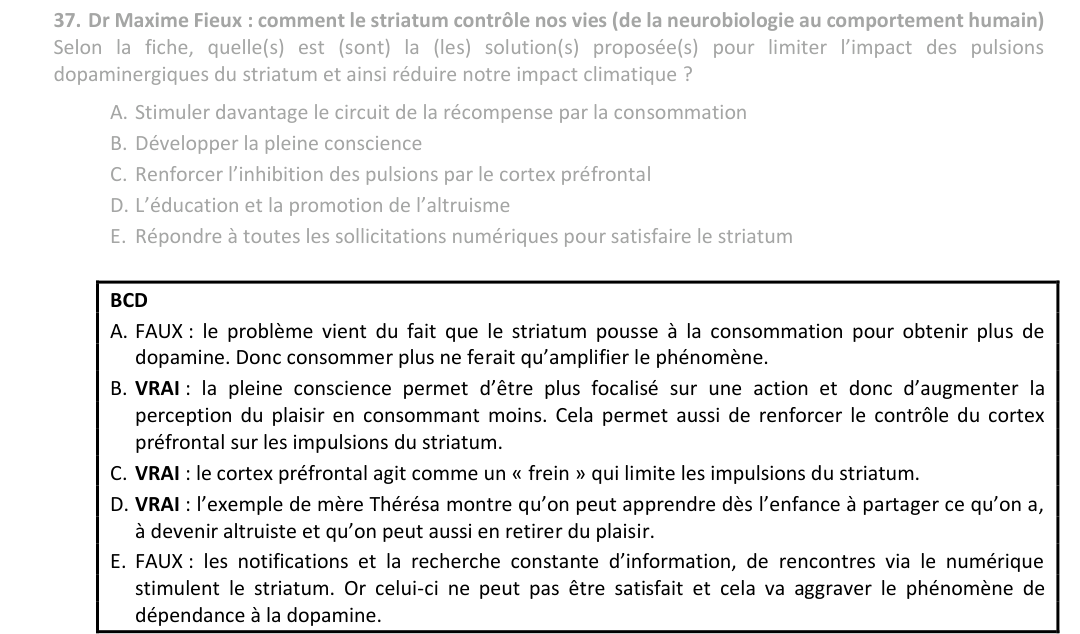 37. Dr Maxime Fieux : comment le striatum contrôle nos vies (de la neurobiologie au comportement humain)
Selon la fiche, quelle(s) est (sont) la (les) solution(s) proposée(s) pour limiter l’impact des pulsions
dopaminergiques du striatum et ainsi réduire notre impact climatique ?
A. Stimuler davantage le circuit de la récompense par la consommation
B. Développer la pleine conscience
C. Renforcer l’inhibition des pulsions par le cortex préfrontal
D. L’éducation et la promotion de l’altruisme
E. Répondre à toutes les sollicitations numériques pour satisfaire le striatum
BCD
A. FAUX : le problème vient du fait que le striatum pousse à la consommation pour obtenir plus de
dopamine. Donc consommer plus ne ferait qu’amplifier le phénomène.
B. VRAI : la pleine conscience permet d’être plus focalisé sur une action et donc d’augmenter la
perception du plaisir en consommant moins. Cela permet aussi de renforcer le contrôle du cortex
préfrontal sur les impulsions du striatum.
C. VRAI : le cortex préfrontal agit comme un « frein » qui limite les impulsions du striatum.
D. VRAI : l’exemple de mère Thérésa montre qu’on peut apprendre dès l’enfance à partager ce qu’on a,
à devenir altruiste et qu’on peut aussi en retirer du plaisir.
E. FAUX : les notifications et la recherche constante d’information, de rencontres via le numérique
stimulent le striatum. Or celui-ci ne peut pas être satisfait et cela va aggraver le phénomène de
dépendance à la dopamine.